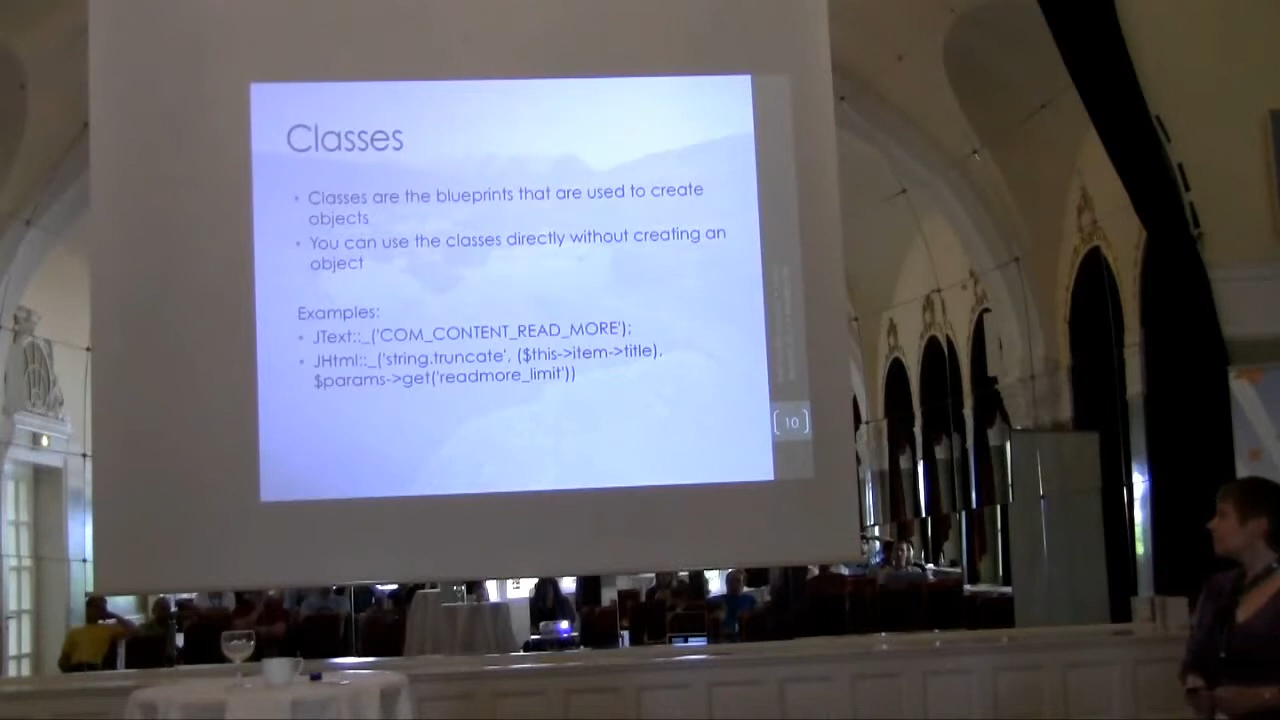 Classes
• Classes are the blueprints that are used to create
objects
• You can use the classes directly without creating an
object
Examples:
• JText::_('COM_CONTENT_READ_MORE');
• JHtml::_('string.truncate', ($this->item->title),
$params->get('readmore_limit'))
[ 10 ]